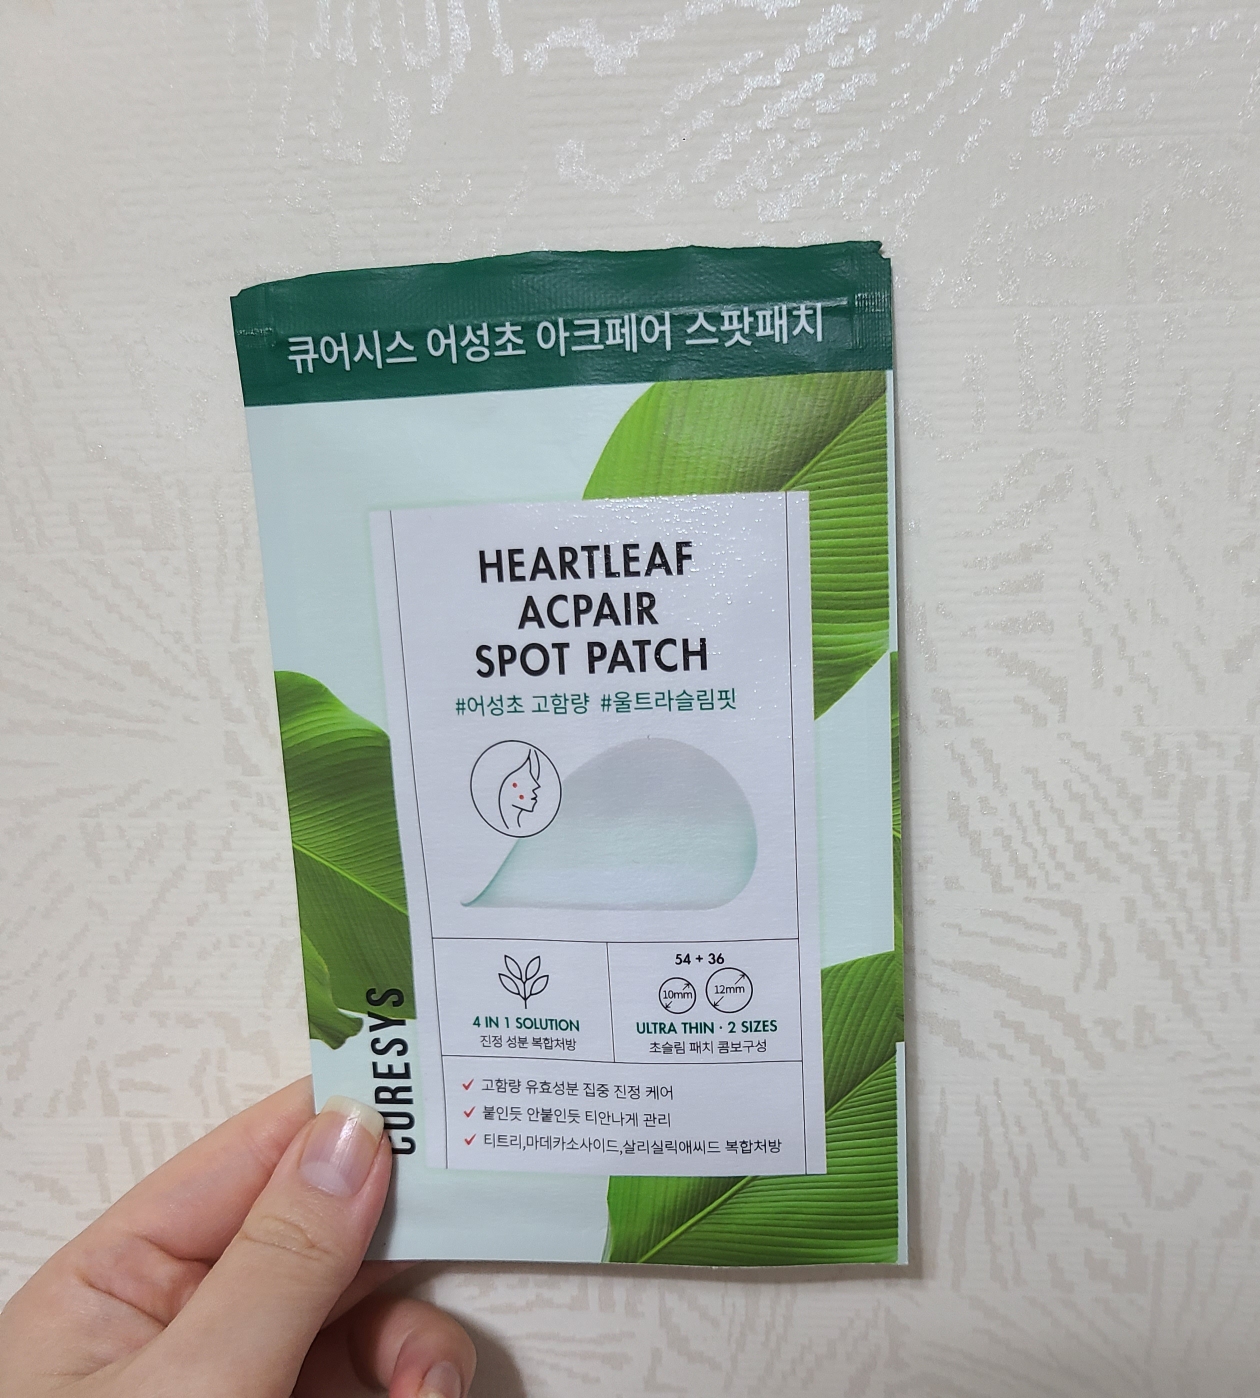 큐어시스 어성초 아크페어 스팟패치
HEARTLEAF
ACPAIR
SPOT PATCH
#어성초 고함량 #울트라슬림핏
4 IN 1 SOLUTION
진정 성분 복합처방
54 + 36
10mm 12mm
ULTRA THIN · 2 SIZES
초슬림 패치 콤보구성
고함량 유효성분 집중 진정 케어
붙인듯 안붙인듯 티안나게 관리
티트리,마데카소사이드,살리실릭애씨드 복합처방
CURESYS